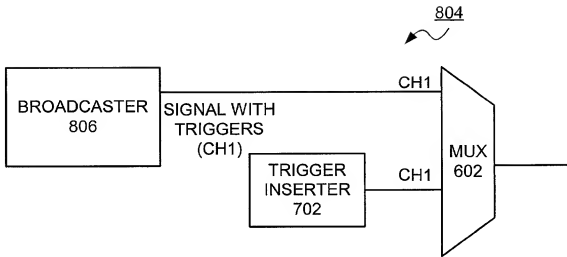 804
BROADCASTER
806
SIGNAL WITH
TRIGGERS
(CH1)
CH1
TRIGGER
INSERTER
702
CH1
MUX
602